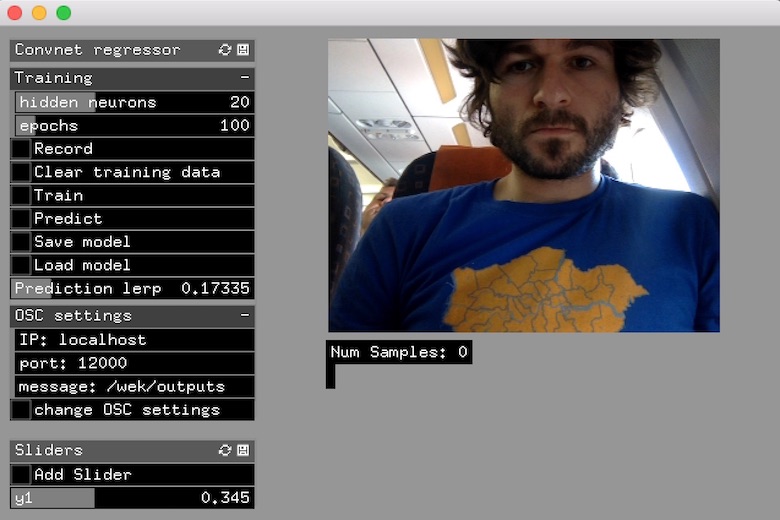 Convnet regressor
Training -
hidden neurons 20
epochs 100
Record
Clear training data
Train
Predict
Save model
Load model
Prediction lerp 0.17335
OSC settings -
IP: localhost
port: 12000
message: /wek/outputs
change OSC settings
Sliders
Add Slider
y1 0.345
Num Samples: 0